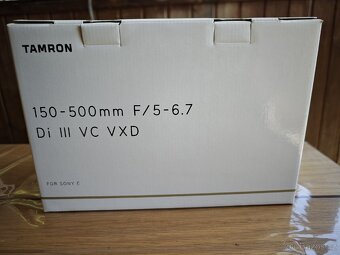 TAMRON
150-500mm F/5-6.7
Di III VC VXD
FOR SONY E